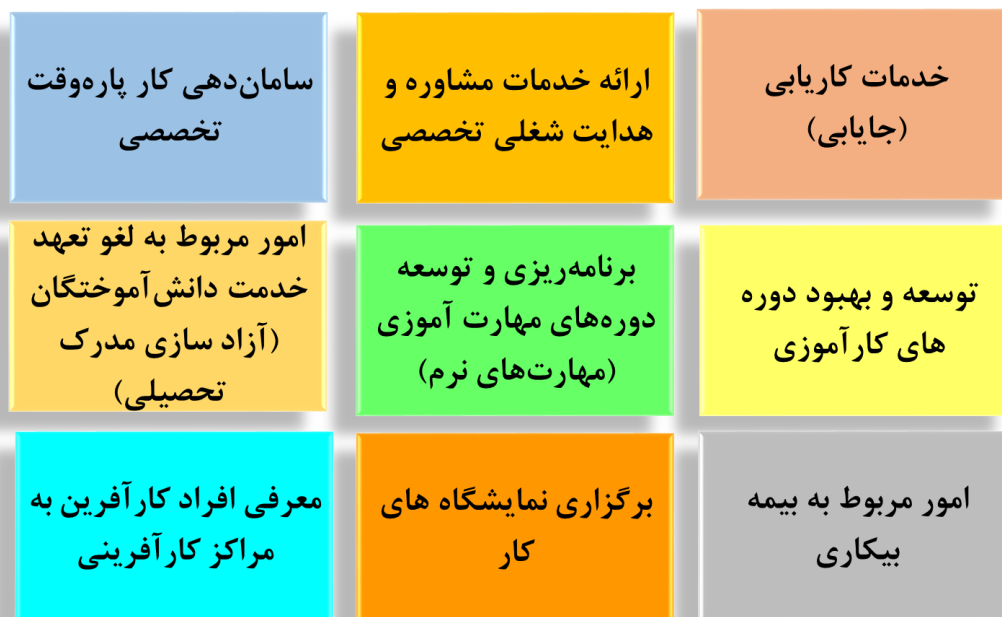 خدمات کاریابی
(جایابی)
ارائه خدمات مشاوره و
هدایت شغلی تخصصی
سامان‌دهی کار پاره‌وقت
تخصصی
توسعه و بهبود دوره
های کارآموزی
برنامه‌ریزی و توسعه
دوره‌های مهارت آموزی
(مهارت‌های نرم)
امور مربوط به لغو تعهد
خدمت دانش‌آموختگان
(آزاد سازی مدرک
تحصیلی)
امور مربوط به بیمه
بیکاری
برگزاری نمایشگاه های
کار
معرفی افراد کارآفرین به
مراکز کارآفرینی